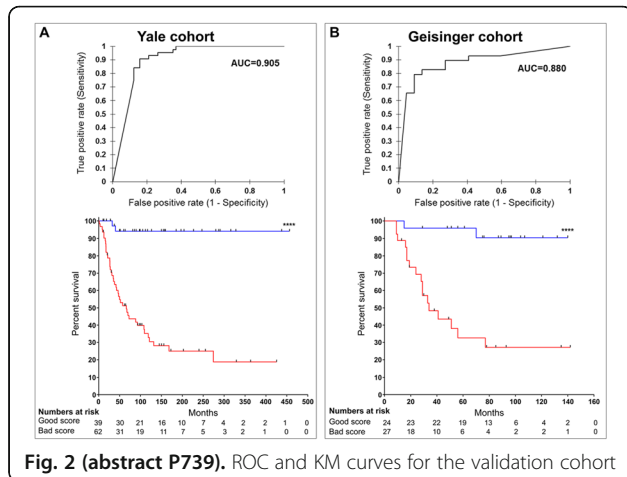 A Yale cohort
True positive rate (Sensitivity)
1
0.9
0.8
0.7
0.6
0.5
0.4
0.3
0.2
0.1
0
AUC=0.905
0 0.2 0.4 0.6 0.8 1
False positive rate (1 - Specificity)
Percent survival
100
90
80
70
60
50
40
30
20
10
0
****
0 50 100 150 200 250 300 350 400 450 500
Numbers at risk Months
Good score 39 30 21 16 10 7 4 2 2 1 0
Bad score 62 31 19 11 7 5 3 2 1 0 0
B Geisinger cohort
True positive rate (Sensitivity)
1
0.9
0.8
0.7
0.6
0.5
0.4
0.3
0.2
0.1
0
AUC=0.880
0 0.2 0.4 0.6 0.8 1
False positive rate (1 - Specificity)
Percent survival
100
90
80
70
60
50
40
30
20
10
0
****
0 20 40 60 80 100 120 140 160
Numbers at risk Months
Good score 24 23 22 19 13 6 4 2 0
Bad score 27 18 10 6 4 2 2 1 0
Fig. 2 (abstract P739). ROC and KM curves for the validation cohort